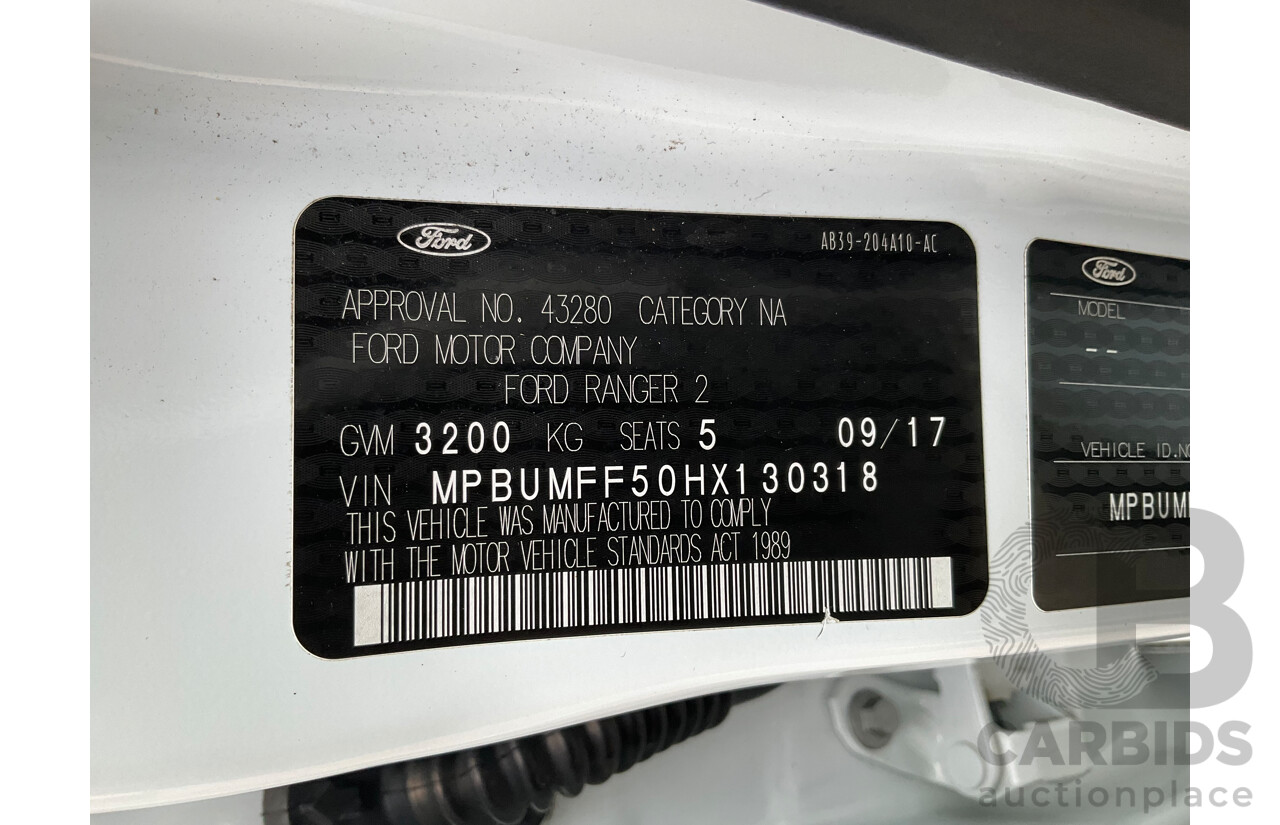 Ford
AB39-204A10-AC
APPROVAL NO. 43280 CATEGORY NA
FORD MOTOR COMPANY
FORD RANGER 2
GVM 3200 KG SEATS 5 09/17
VIN MPBUMFF50HX130318
THIS VEHICLE WAS MANUFACTURED TO COMPLY
WITH THE MOTOR VEHICLE STANDARDS ACT 1989
Ford
MODEL
--
VEHICLE ID.NO
MPBUM
CB
CARBIDS
auctionplace